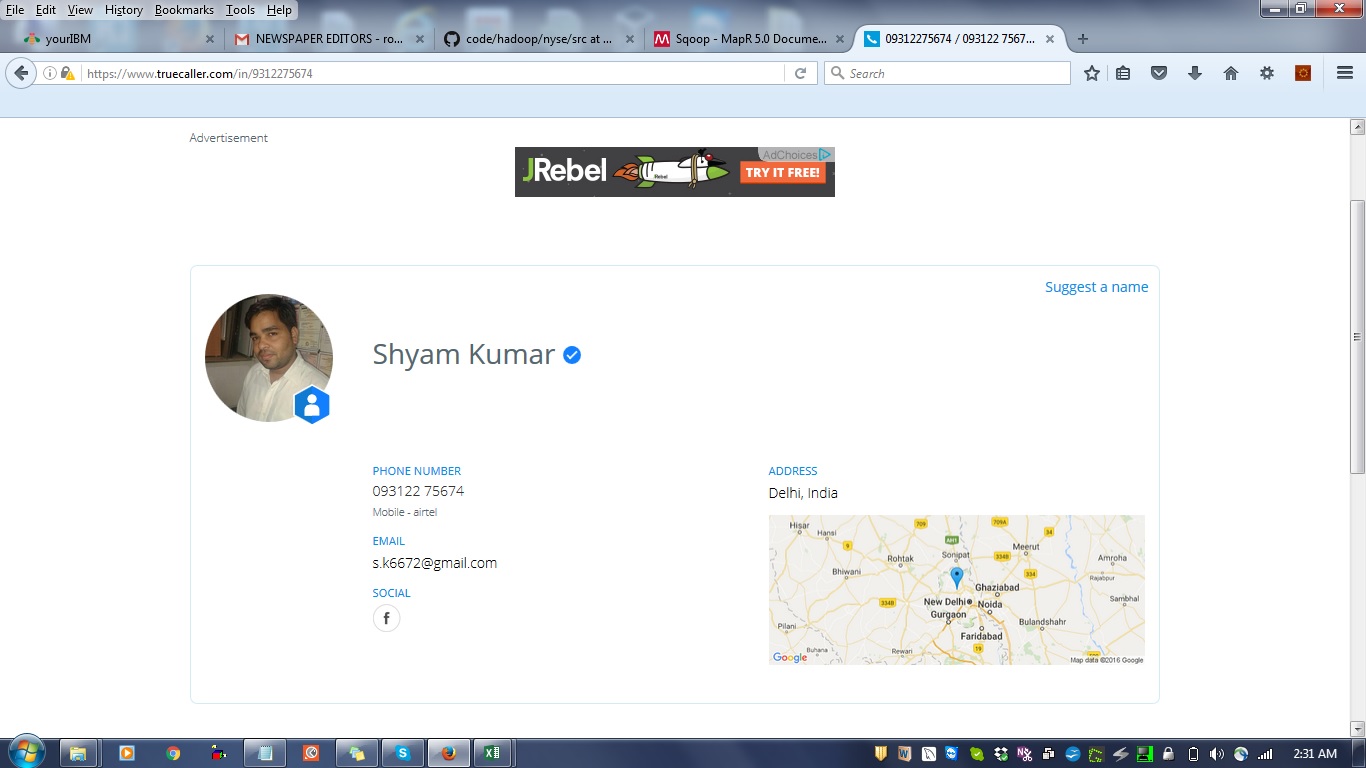 File Edit View History Bookmarks Tools Help
yourIBM
NEWSPAPER EDITORS - ro...
code/hadoop/nyse/src at ...
Sqoop - MapR 5.0 Docume...
09312275674 / 093122 7567...
https://www.truecaller.com/in/9312275674
Search
Advertisement
AdChoices
JRebel
Rebel
TRY IT FREE!
Suggest a name
Shyam Kumar
PHONE NUMBER
093122 75674
Mobile - airtel
EMAIL
s.k6672@gmail.com
SOCIAL
f
ADDRESS
Delhi, India
Hisar
Hansi
709
709A
34
9
AH1
Meerut
Amroha
Rohtak
Sonipat
334B
Bhiwani
334
Rajabpur
Ghaziabad
Sambhal
334B
New Delhi
Noida
Gurgaon
Bulandshahr
Pilani
Faridabad
Buhana
Rewari
19
Google
Map data ©2016 Google
2:31 AM